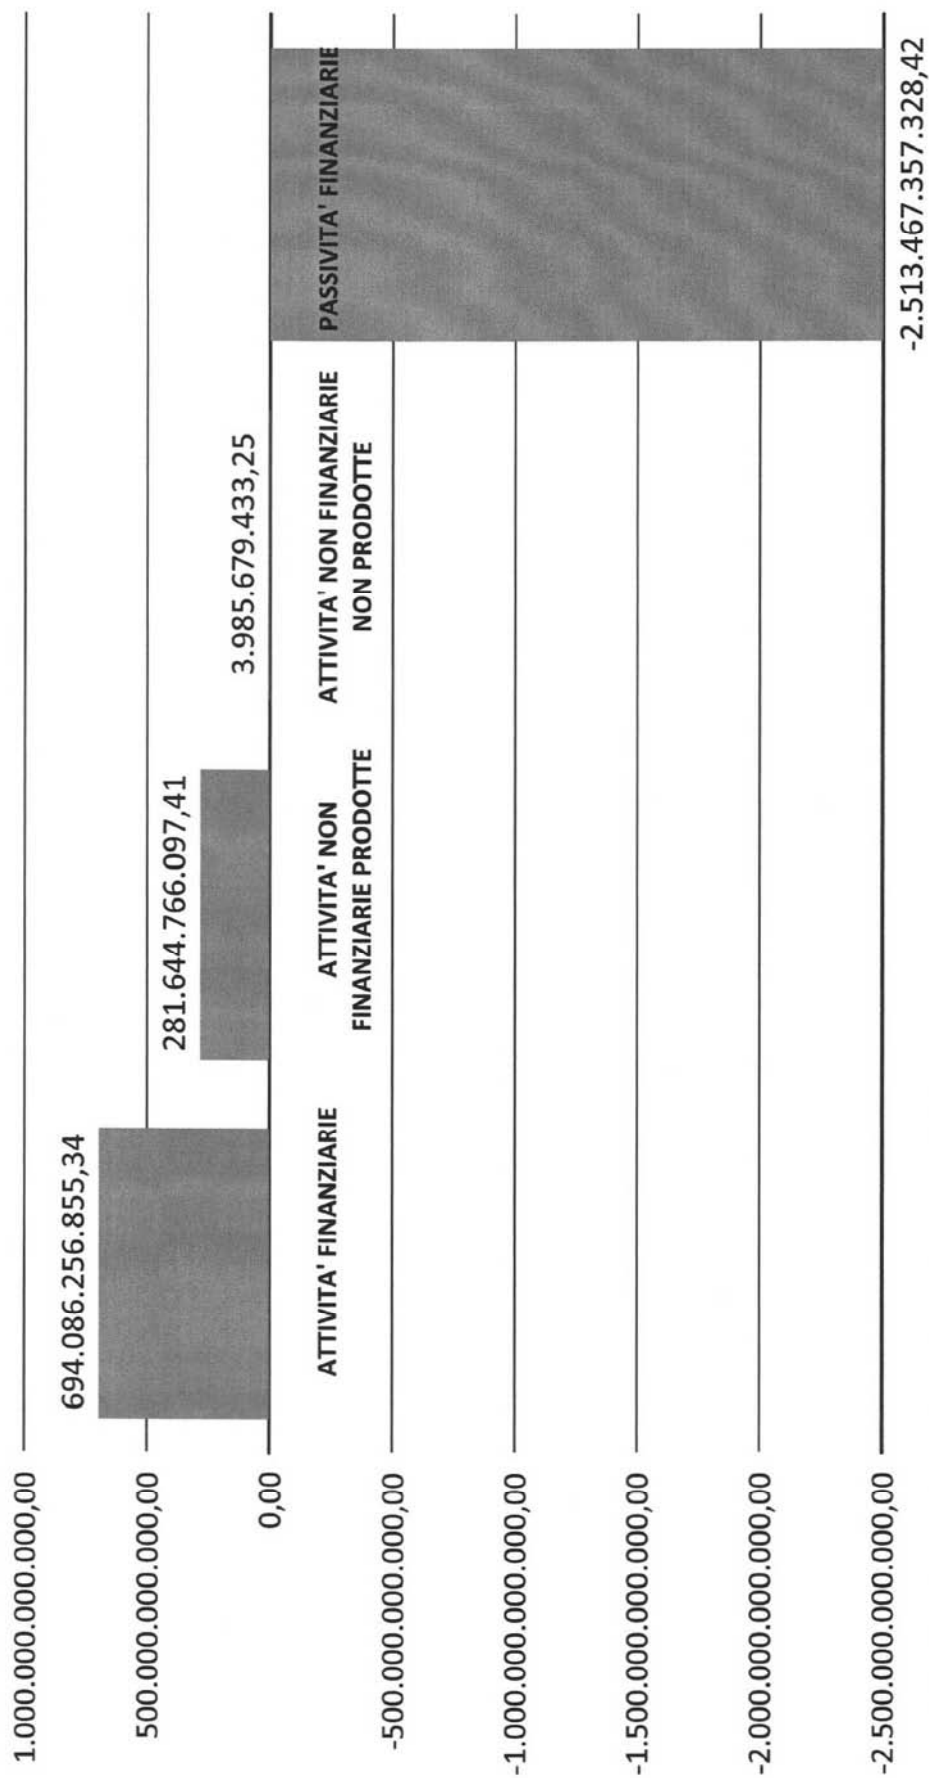 1.000.000.000.000,00
500.000.000.000,00
0,00
-500.000.000.000,00
-1.000.000.000.000,00
-1.500.000.000.000,00
-2.000.000.000.000,00
-2.500.000.000.000,00
694.086.256.855,34
281.644.766.097,41
3.985.679.433,25
-2.513.467.357.328,42
ATTIVITA' FINANZIARIE
ATTIVITA' NON
FINANZIARIE PRODOTTE
ATTIVITA' NON FINANZIARIE
NON PRODOTTE
PASSIVITA' FINANZIARIE